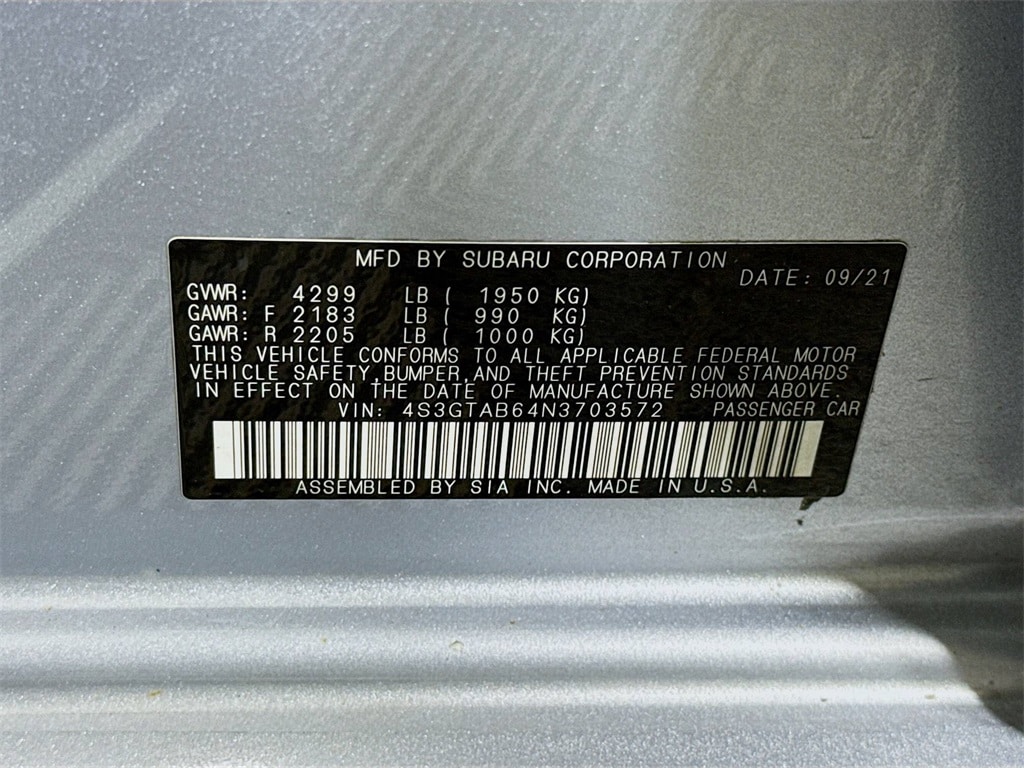 MFD BY SUBARU CORPORATION
DATE: 09/21
GVWR: 4299 LB ( 1950 KG)
GAWR: F 2183 LB ( 990 KG)
GAWR: R 2205 LB ( 1000 KG)
THIS VEHICLE CONFORMS TO ALL APPLICABLE FEDERAL MOTOR
VEHICLE SAFETY, BUMPER, AND THEFT PREVENTION STANDARDS
IN EFFECT ON THE DATE OF MANUFACTURE SHOWN ABOVE.
VIN: 4S3GTAB64N3703572 PASSENGER CAR
ASSEMBLED BY SIA INC. MADE IN U.S.A.